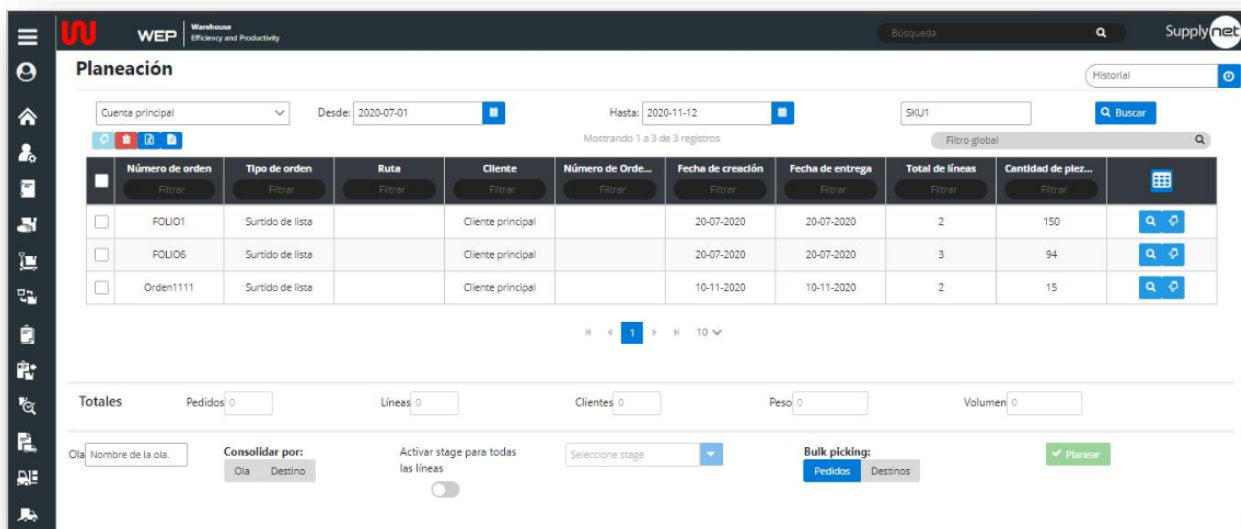 WEP
Warehouse
Efficiency and Productivity
Búsqueda
Supplynet
Planeación
Historial
Cuenta principal
Desde: 2020-07-01
Hasta: 2020-11-12
SKU1
Buscar
Mostrando 1 a 3 de 3 registros
Filtro global
Número de orden Tipo de orden Ruta Cliente Número de Orde... Fecha de creación Fecha de entrega Total de líneas Cantidad de piez...
Filtrar Filtrar Filtrar Filtrar Filtrar Filtrar Filtrar Filtrar Filtrar
FOLIO1 Surtido de lista Cliente principal 20-07-2020 20-07-2020 2 150
FOLIO6 Surtido de lista Cliente principal 20-07-2020 20-07-2020 3 94
Orden1111 Surtido de lista Cliente principal 10-11-2020 10-11-2020 2 15
1 10
Totales Pedidos 0 Líneas 0 Clientes 0 Peso 0 Volumen 0
Ola Nombre de la ola.
Consolidar por:
Ola Destino
Activar stage para todas
las líneas
Seleccione stage
Bulk picking:
Pedidos Destinos
Planear